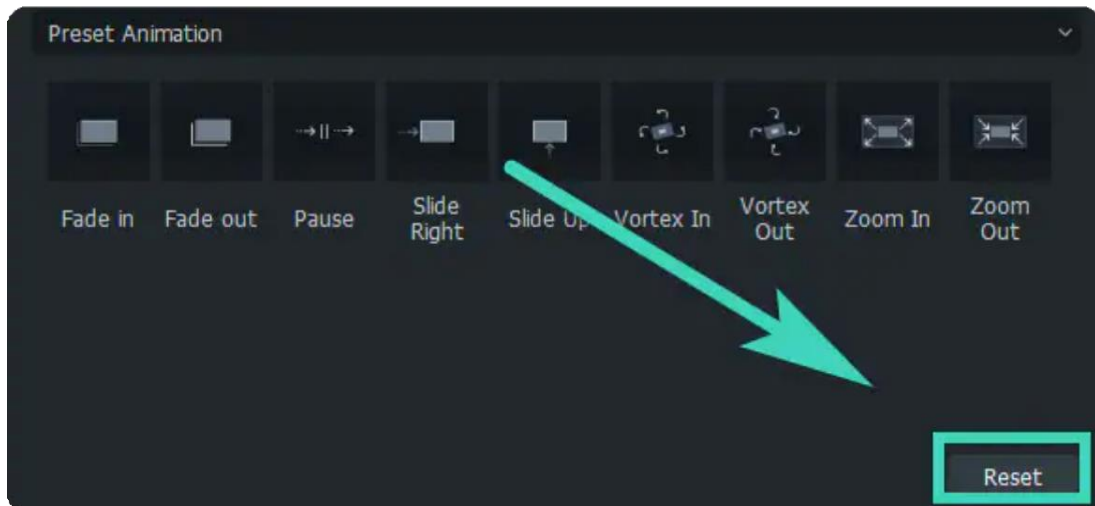 Preset Animation
Fade in
Fade out
Pause
Slide
Right
Slide Up
Vortex In
Vortex
Out
Zoom In
Zoom
Out
Reset